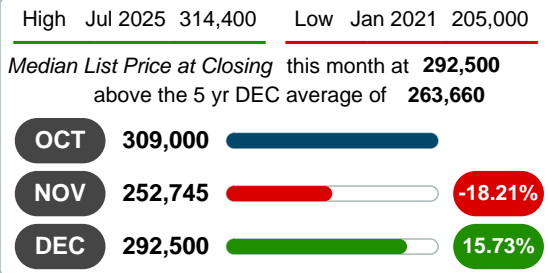 High Jul 2025 314,400 Low Jan 2021 205,000
Median List Price at Closing this month at 292,500
above the 5 yr DEC average of 263,660
OCT 309,000
NOV 252,745 -18.21%
DEC 292,500 15.73%